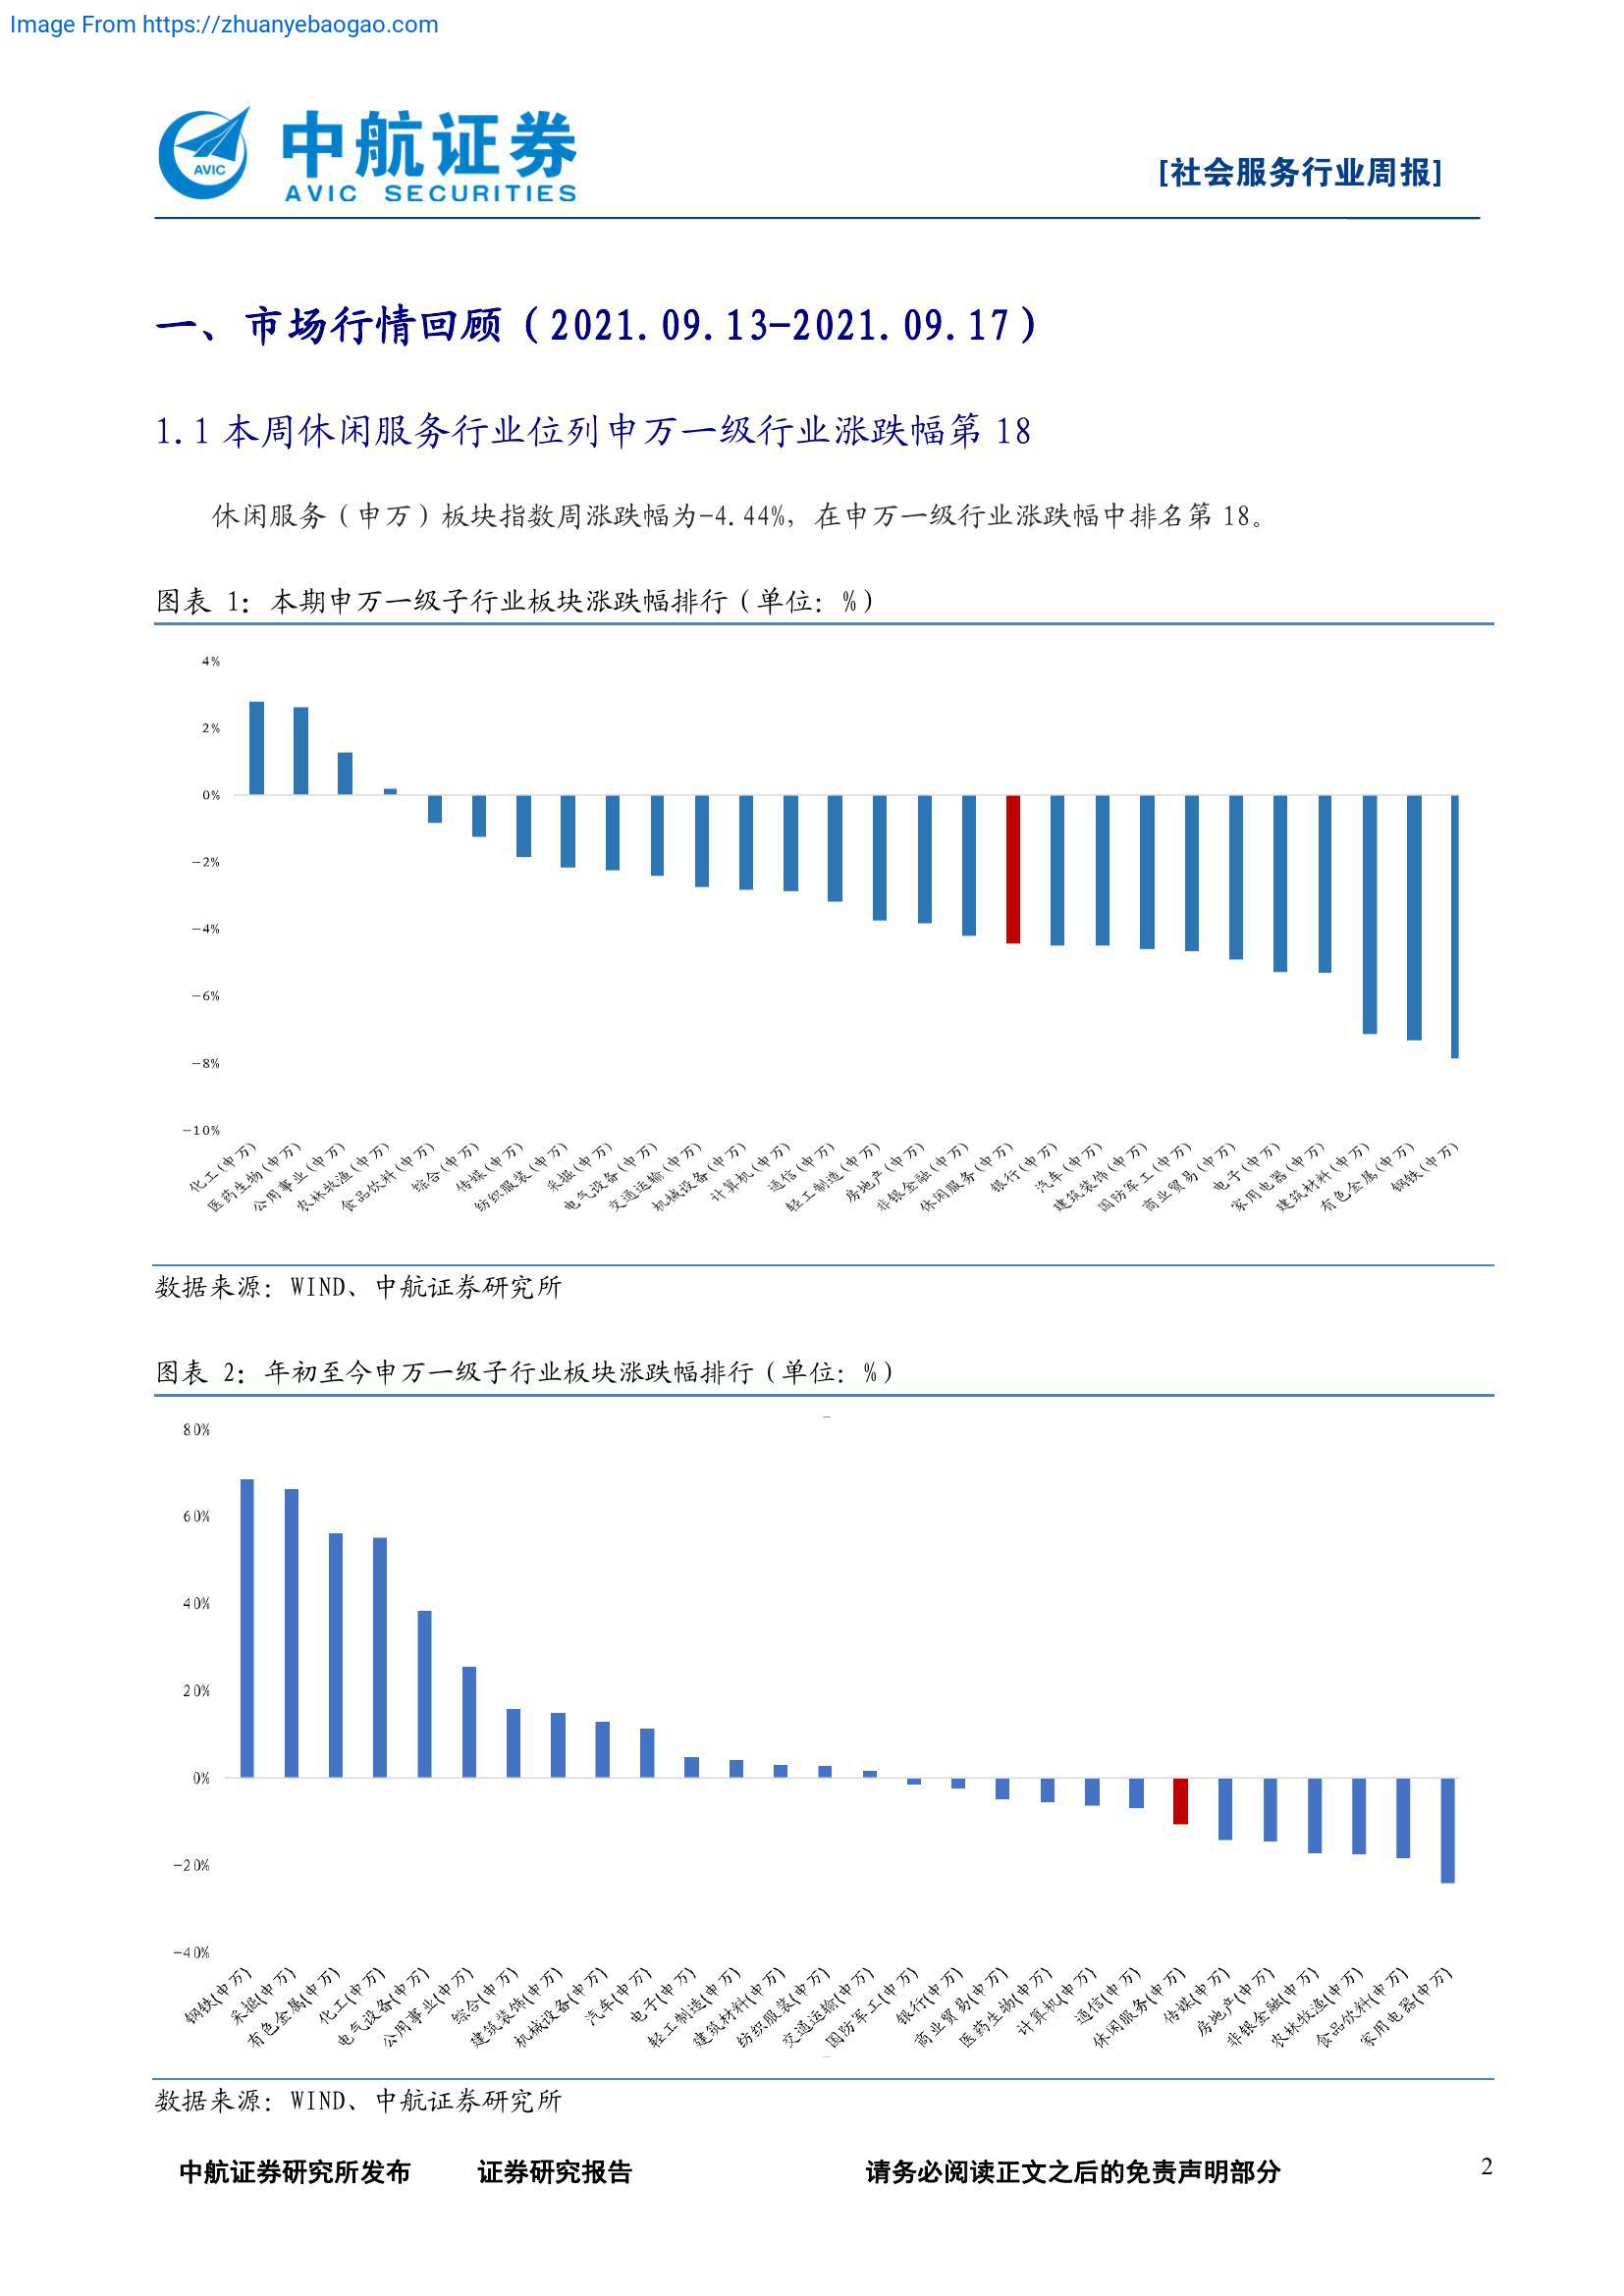 Image From https://zhuanyebaogao.com
中航证券
AVIC
AVIC SECURITIES
[社会服务行业周报]
一、市场行情回顾（2021.09.13-2021.09.17）
1.1 本周休闲服务行业位列申万一级行业涨跌幅第 18
休闲服务（申万）板块指数周涨跌幅为-4.44%，在申万一级行业涨跌幅中排名第 18。
图表 1：本期申万一级子行业板块涨跌幅排行（单位：%）
4%
2%
0%
-2%
-4%
-6%
-8%
-10%
化工(申万)
医药生物(申万)
公用事业(申万)
农林牧渔(申万)
食品饮料(申万)
综合(申万)
传媒(申万)
纺织服装(申万)
采掘(申万)
电气设备(申万)
交通运输(申万)
机械设备(申万)
计算机(申万)
通信(申万)
轻工制造(申万)
房地产(申万)
非银金融(申万)
休闲服务(申万)
银行(申万)
汽车(申万)
建筑装饰(申万)
国防军工(申万)
商业贸易(申万)
电子(申万)
家用电器(申万)
建筑材料(申万)
有色金属(申万)
钢铁(申万)
数据来源：WIND、中航证券研究所
图表 2：年初至今申万一级子行业板块涨跌幅排行（单位：%）
80%
60%
40%
20%
0%
-20%
-40%
钢铁(申万)
采掘(申万)
有色金属(申万)
化工(申万)
电气设备(申万)
公用事业(申万)
综合(申万)
建筑装饰(申万)
机械设备(申万)
汽车(申万)
电子(申万)
轻工制造(申万)
建筑材料(申万)
纺织服装(申万)
交通运输(申万)
国防军工(申万)
银行(申万)
商业贸易(申万)
医药生物(申万)
计算机(申万)
通信(申万)
休闲服务(申万)
传媒(申万)
房地产(申万)
非银金融(申万)
农林牧渔(申万)
食品饮料(申万)
家用电器(申万)
数据来源：WIND、中航证券研究所
中航证券研究所发布 证券研究报告 请务必阅读正文之后的免责声明部分 2